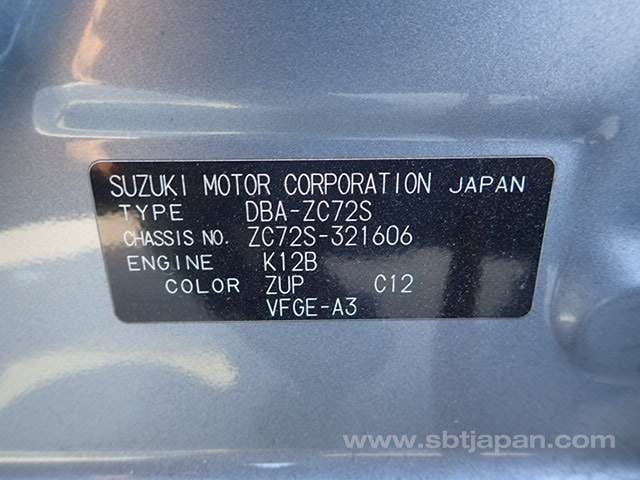 SUZUKI MOTOR CORPORATION JAPAN
TYPE DBA-ZC72S
CHASSIS NO. ZC72S-321606
ENGINE K12B
COLOR ZUP C12
VFGE-A3
www.sbtjapan.com